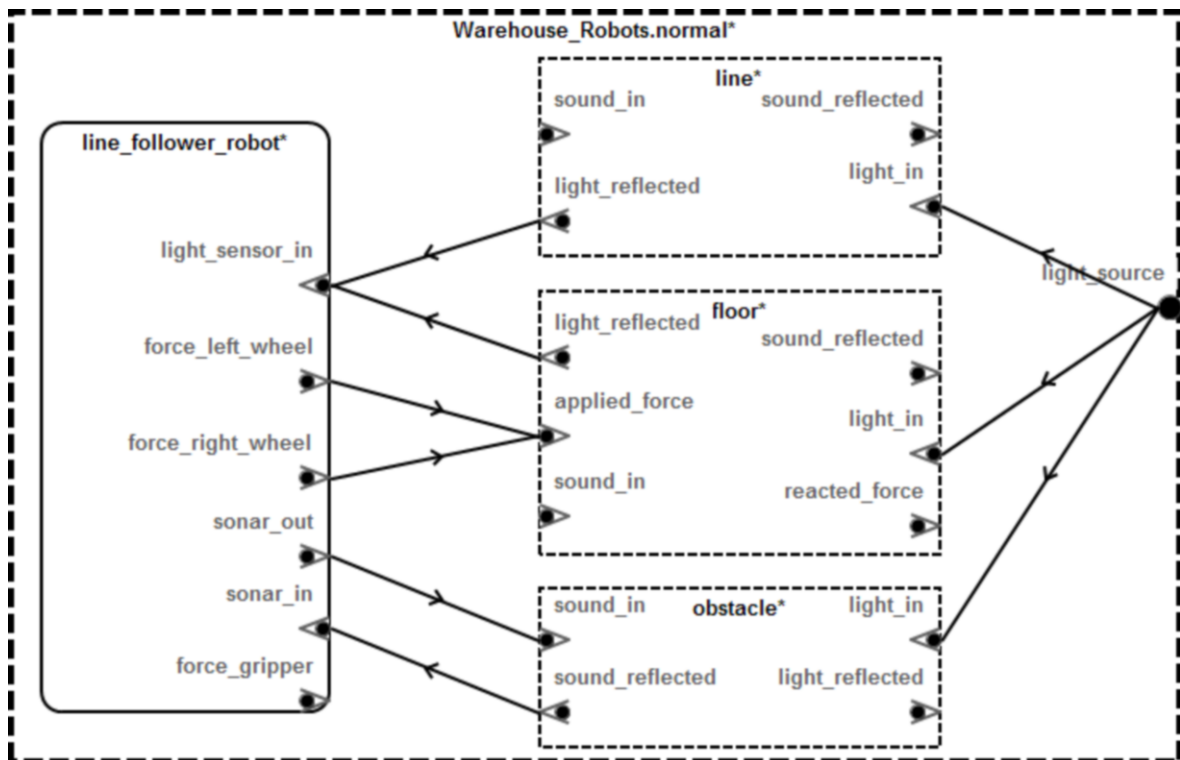 Warehouse_Robots.normal*
line_follower_robot*
light_sensor_in
force_left_wheel
force_right_wheel
sonar_out
sonar_in
force_gripper
line*
sound_in
sound_reflected
light_in
light_reflected
floor*
light_reflected
sound_reflected
applied_force
light_in
sound_in
reacted_force
obstacle*
sound_in
light_in
sound_reflected
light_reflected
light_source